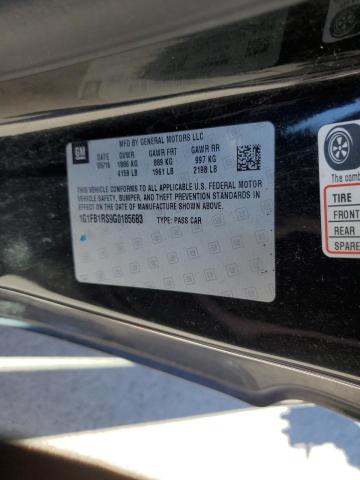 GM
MFD BY GENERAL MOTORS LLC
DATE GVWR GAWR FRT GAWR RR
05/16 1886 KG 889 KG 997 KG
4159 LB 1961 LB 2198 LB
THIS VEHICLE CONFORMS TO ALL APPLICABLE U.S. FEDERAL MOTOR
VEHICLE SAFETY, BUMPER, AND THEFT PREVENTION STANDARDS IN
EFFECT ON THE DATE OF MANUFACTURE SHOWN ABOVE.
1G1FB1RS9G0185683 TYPE: PASS CAR
The comb
TIRE
FRONT
REAR
SPARE